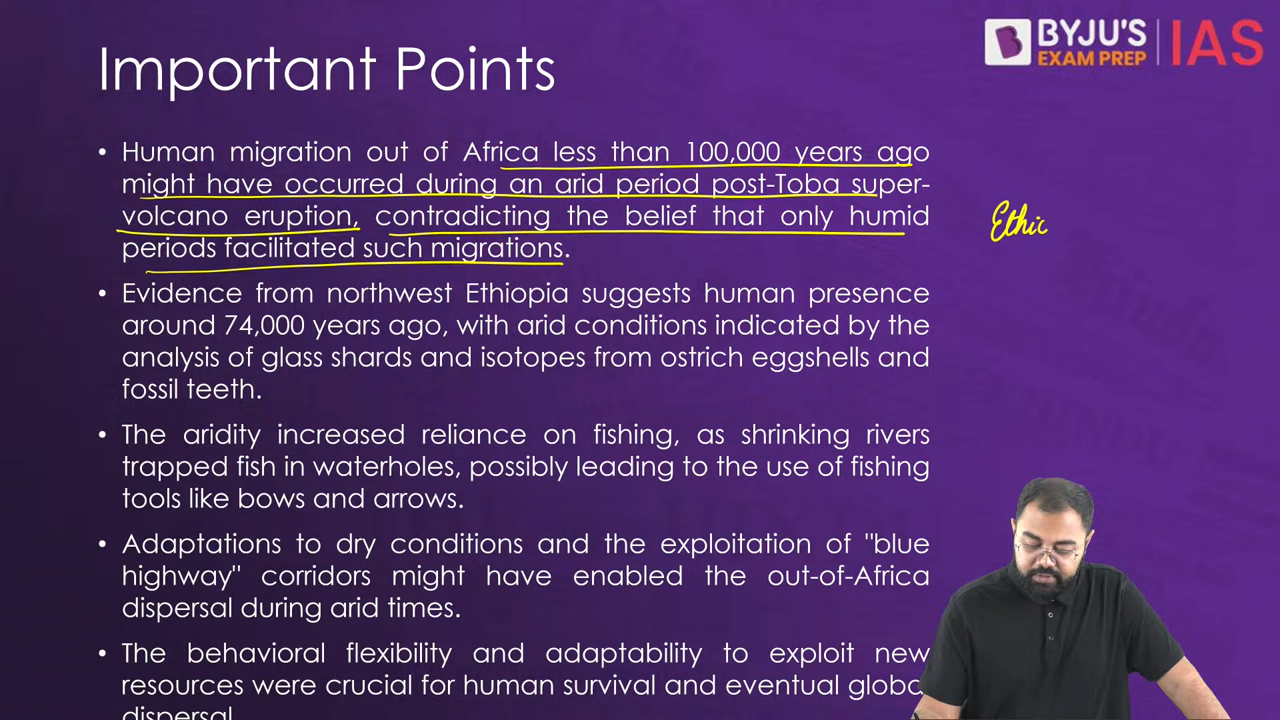 Important Points
BYJU'S
EXAM PREP
IAS
• Human migration out of Africa less than 100,000 years ago
might have occurred during an arid period post-Toba super-
volcano eruption, contradicting the belief that only humid
periods facilitated such migrations.
Ethic
• Evidence from northwest Ethiopia suggests human presence
around 74,000 years ago, with arid conditions indicated by the
analysis of glass shards and isotopes from ostrich eggshells and
fossil teeth.
• The aridity increased reliance on fishing, as shrinking rivers
trapped fish in waterholes, possibly leading to the use of fishing
tools like bows and arrows.
• Adaptations to dry conditions and the exploitation of "blue
highway" corridors might have enabled the out-of-Africa
dispersal during arid times.
• The behavioral flexibility and adaptability to exploit new
resources were crucial for human survival and eventual global
dispersal